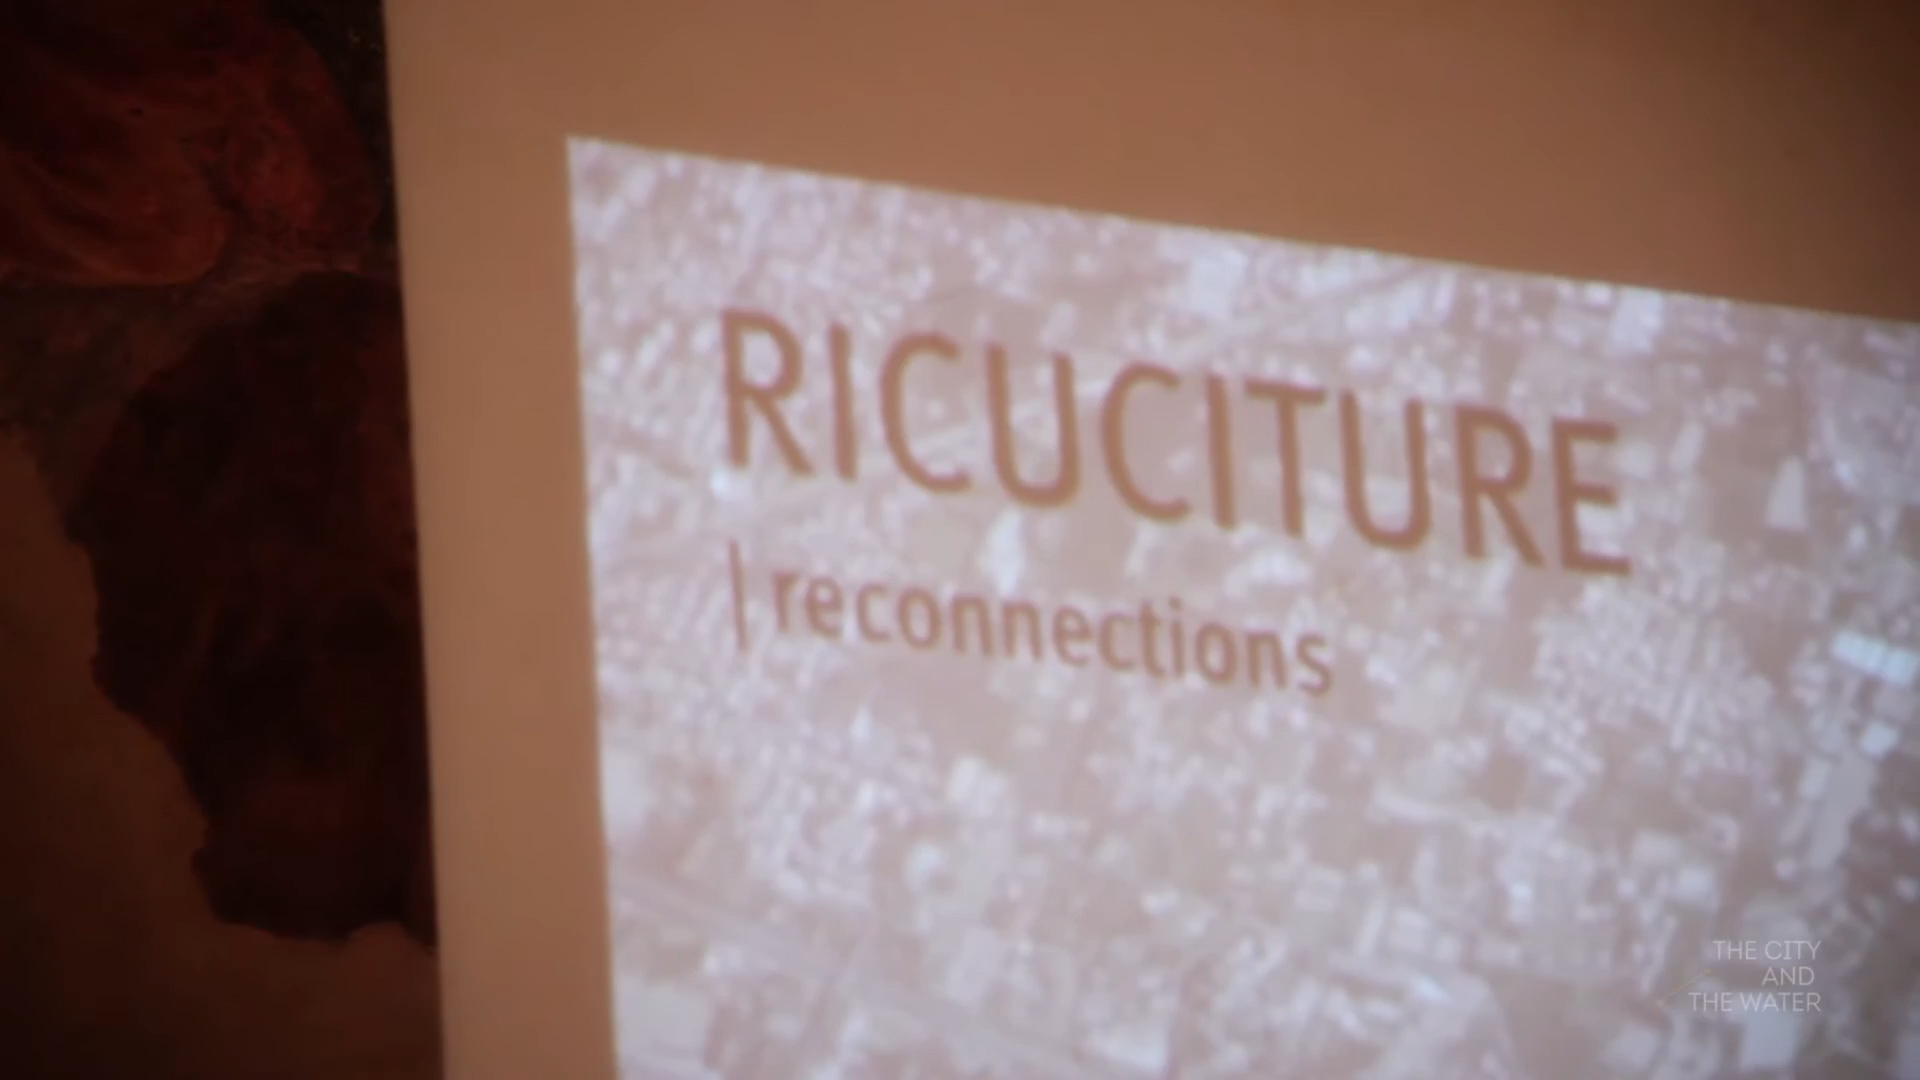 RICUCITURE
| reconnections
THE CITY
AND
THE WATER